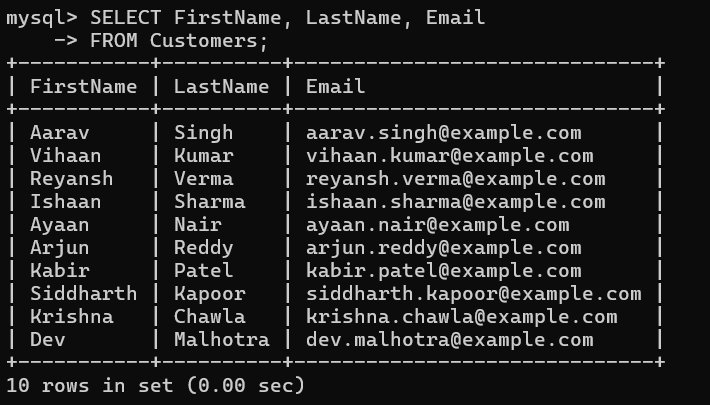 mysql> SELECT FirstName, LastName, Email
    -> FROM Customers;
+-----------+----------+------------------------------+
| FirstName | LastName | Email                        |
+-----------+----------+------------------------------+
| Aarav     | Singh    | aarav.singh@example.com      |
| Vihaan    | Kumar    | vihaan.kumar@example.com     |
| Reyansh   | Verma    | reyansh.verma@example.com    |
| Ishaan    | Sharma   | ishaan.sharma@example.com    |
| Ayaan     | Nair     | ayaan.nair@example.com       |
| Arjun     | Reddy    | arjun.reddy@example.com      |
| Kabir     | Patel    | kabir.patel@example.com      |
| Siddharth | Kapoor   | siddharth.kapoor@example.com |
| Krishna   | Chawla   | krishna.chawla@example.com   |
| Dev       | Malhotra | dev.malhotra@example.com     |
+-----------+----------+------------------------------+
10 rows in set (0.00 sec)